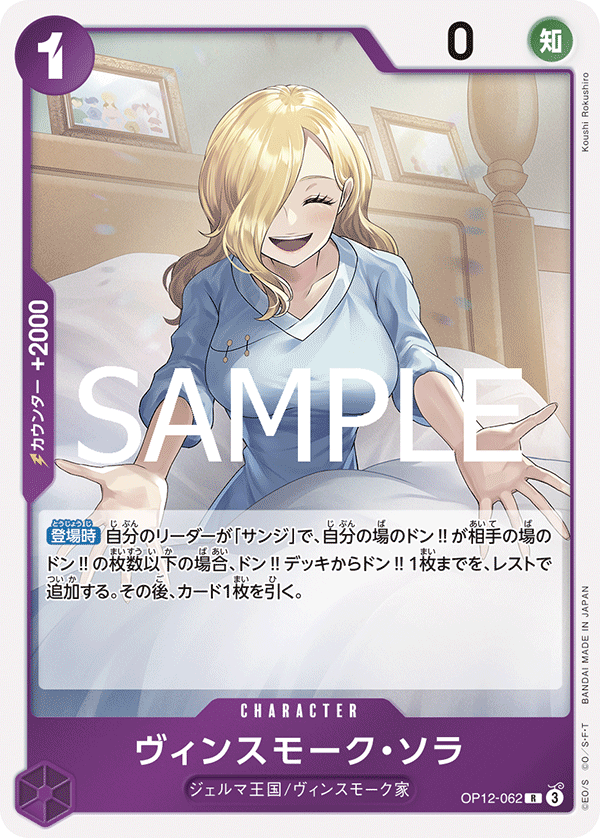 1
0
知
Koushi Rokushiro
カウンター +2000
SAMPLE
登場時 自分のリーダーが「サンジ」で、自分の場のドン!!が相手の場の
ドン!!の枚数以下の場合、ドン!!デッキからドン!!1枚までを、レストで
追加する。その後、カード1枚を引く。
BANDAI MADE IN JAPAN
©E.O/S ©O/S・F・T
CHARACTER
ヴィンスモーク・ソラ
ジェルマ王国/ヴィンスモーク家
OP12-062 R 3